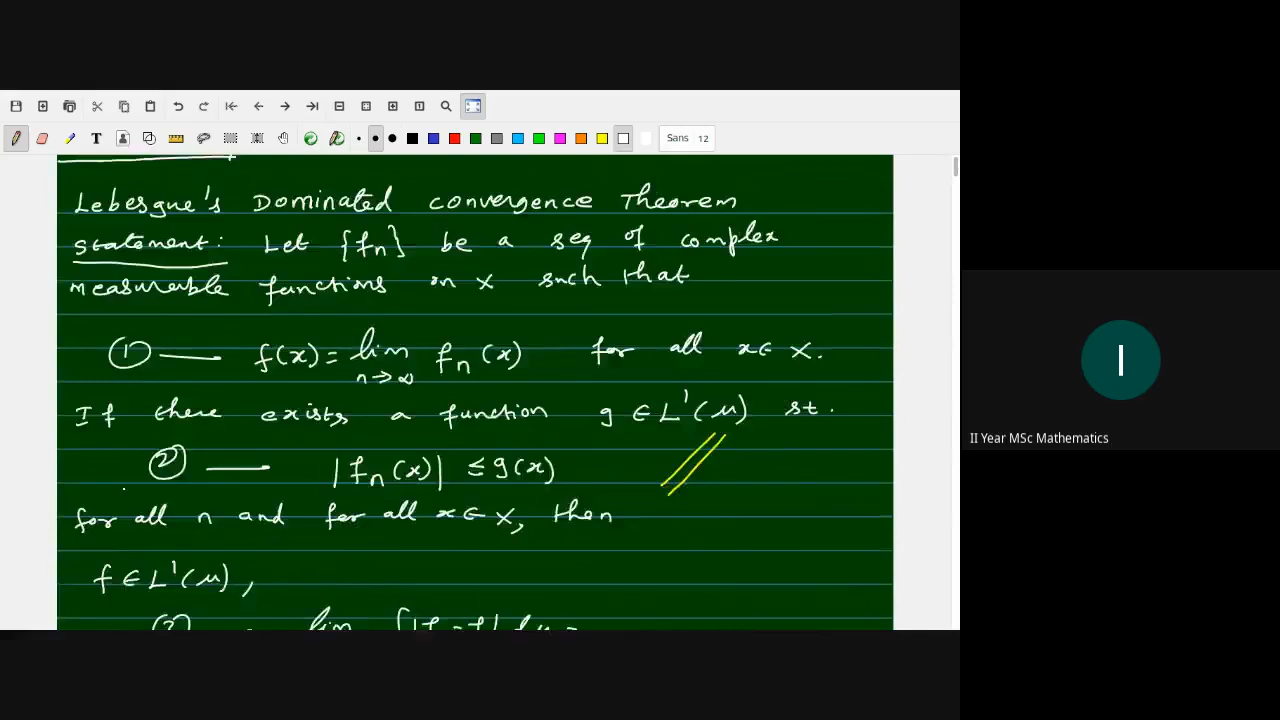 Sans 12
Lebesgue's Dominated convergence Theorem
Statement: Let {fn} be a seq of complex
measurable functions on X such that
① — f(x) = lim n→∞ fn(x) for all x ∈ X.
If there exists a function g ∈ L¹(μ) st.
② — |fn(x)| ≤ g(x)
for all n and for all x ∈ X, then
f ∈ L¹(μ),
II Year MSc Mathematics
I